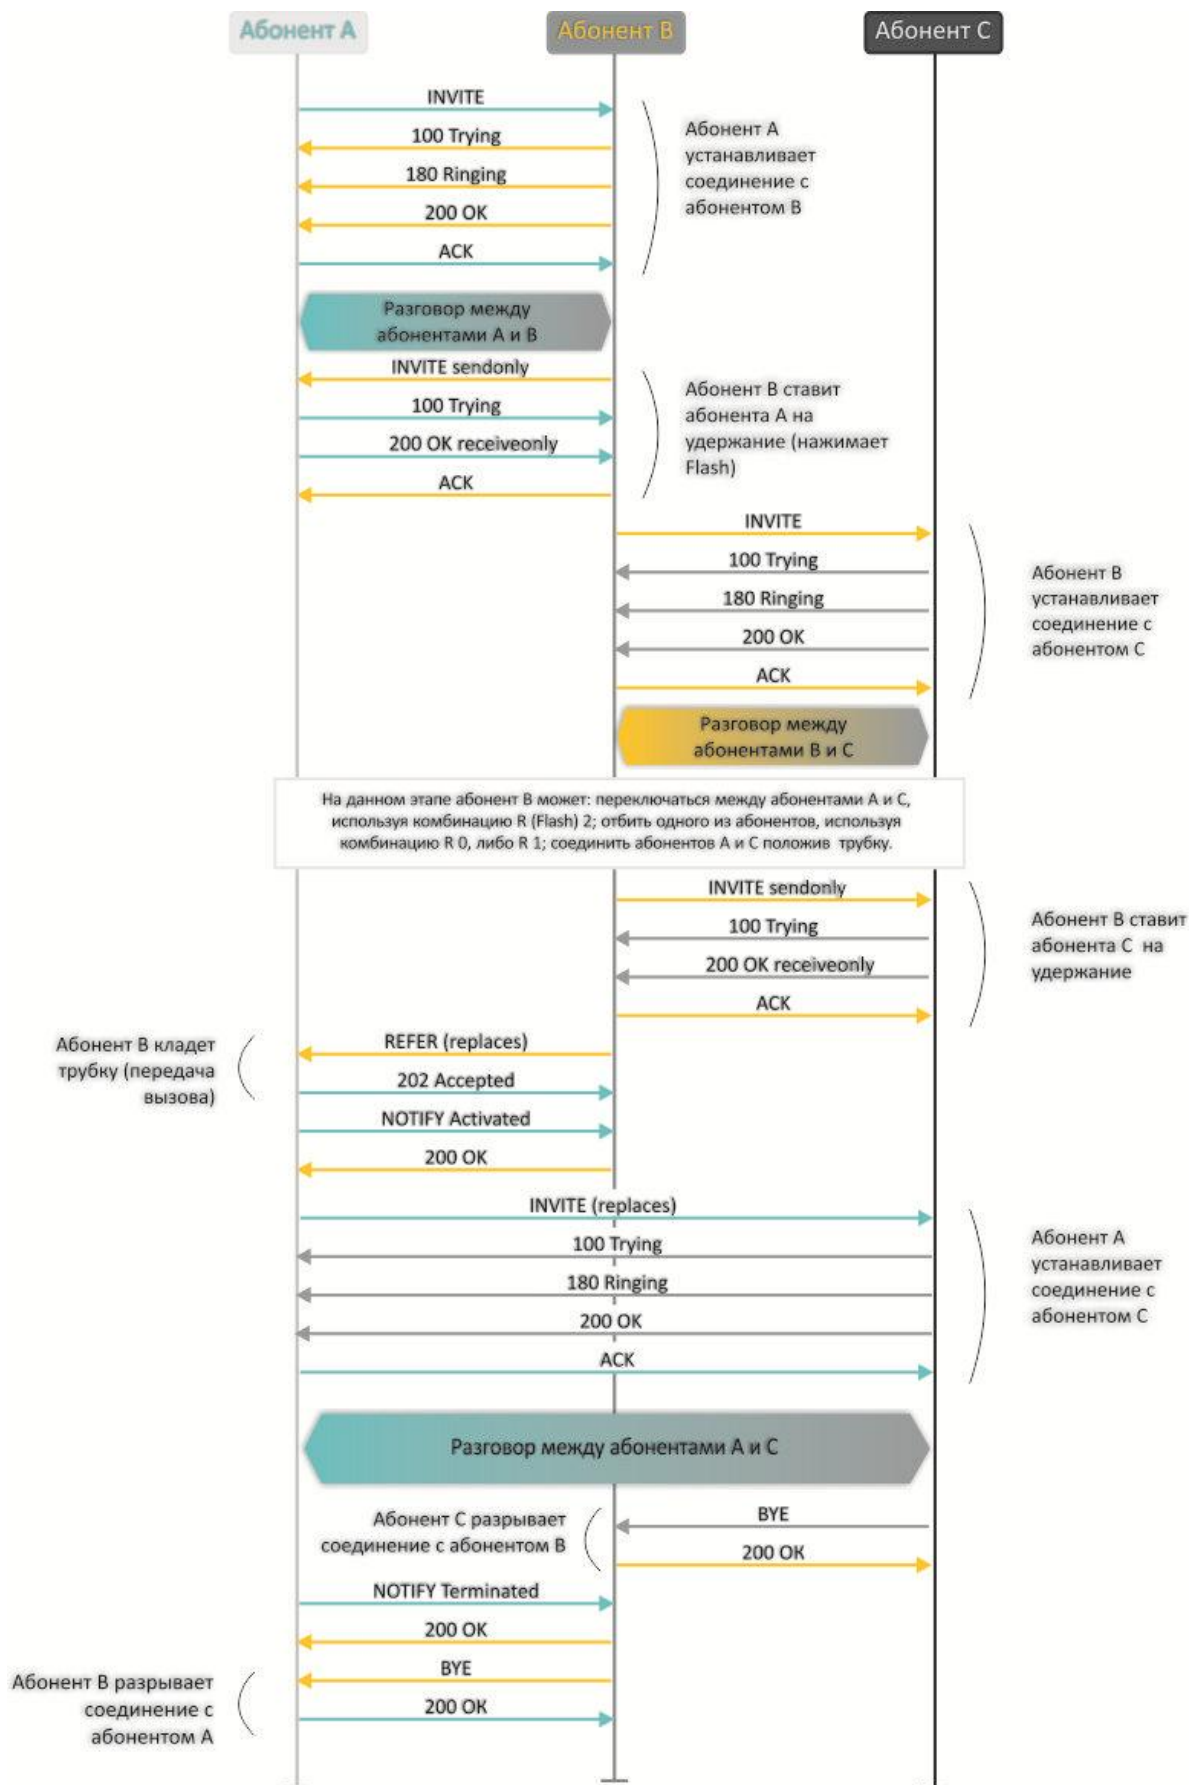 Абонент А
Абонент В
Абонент С
INVITE
100 Trying
180 Ringing
200 OK
ACK
Абонент А
устанавливает
соединение с
абонентом В
Разговор между
абонентами А и В
INVITE sendonly
100 Trying
200 OK receiveonly
ACK
Абонент В ставит
абонента А на
удержание (нажимает
Flash)
INVITE
100 Trying
180 Ringing
200 OK
ACK
Абонент В
устанавливает
соединение с
абонентом С
Разговор между
абонентами В и С
На данном этапе абонент В может: переключаться между абонентами А и С,
используя комбинацию R (Flash) 2; отбить одного из абонентов, используя
комбинацию R 0, либо R 1; соединить абонентов А и С положив трубку.
INVITE sendonly
100 Trying
200 OK receiveonly
ACK
Абонент В ставит
абонента С на
удержание
Абонент В кладет
трубку (передача
вызова)
REFER (replaces)
202 Accepted
NOTIFY Activated
200 OK
INVITE (replaces)
100 Trying
180 Ringing
200 OK
ACK
Абонент А
устанавливает
соединение с
абонентом С
Разговор между абонентами А и С
Абонент С разрывает
соединение с абонентом В
BYE
200 OK
NOTIFY Terminated
200 OK
BYE
200 OK
Абонент В разрывает
соединение с
абонентом А